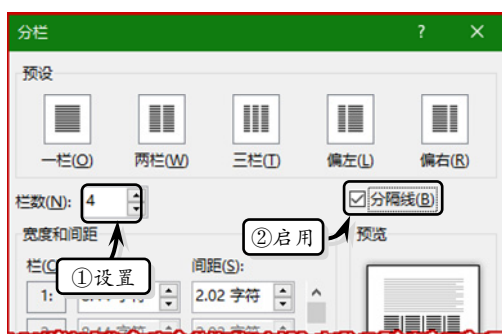 分栏 ?
预设
一栏(O) 两栏(W) 三栏(T) 偏左(L) 偏右(R)
栏数(N): 4 分隔线(B)
②启用
宽度和间距 预览
①设置
间距(S):
1: 字符 2.02 字符